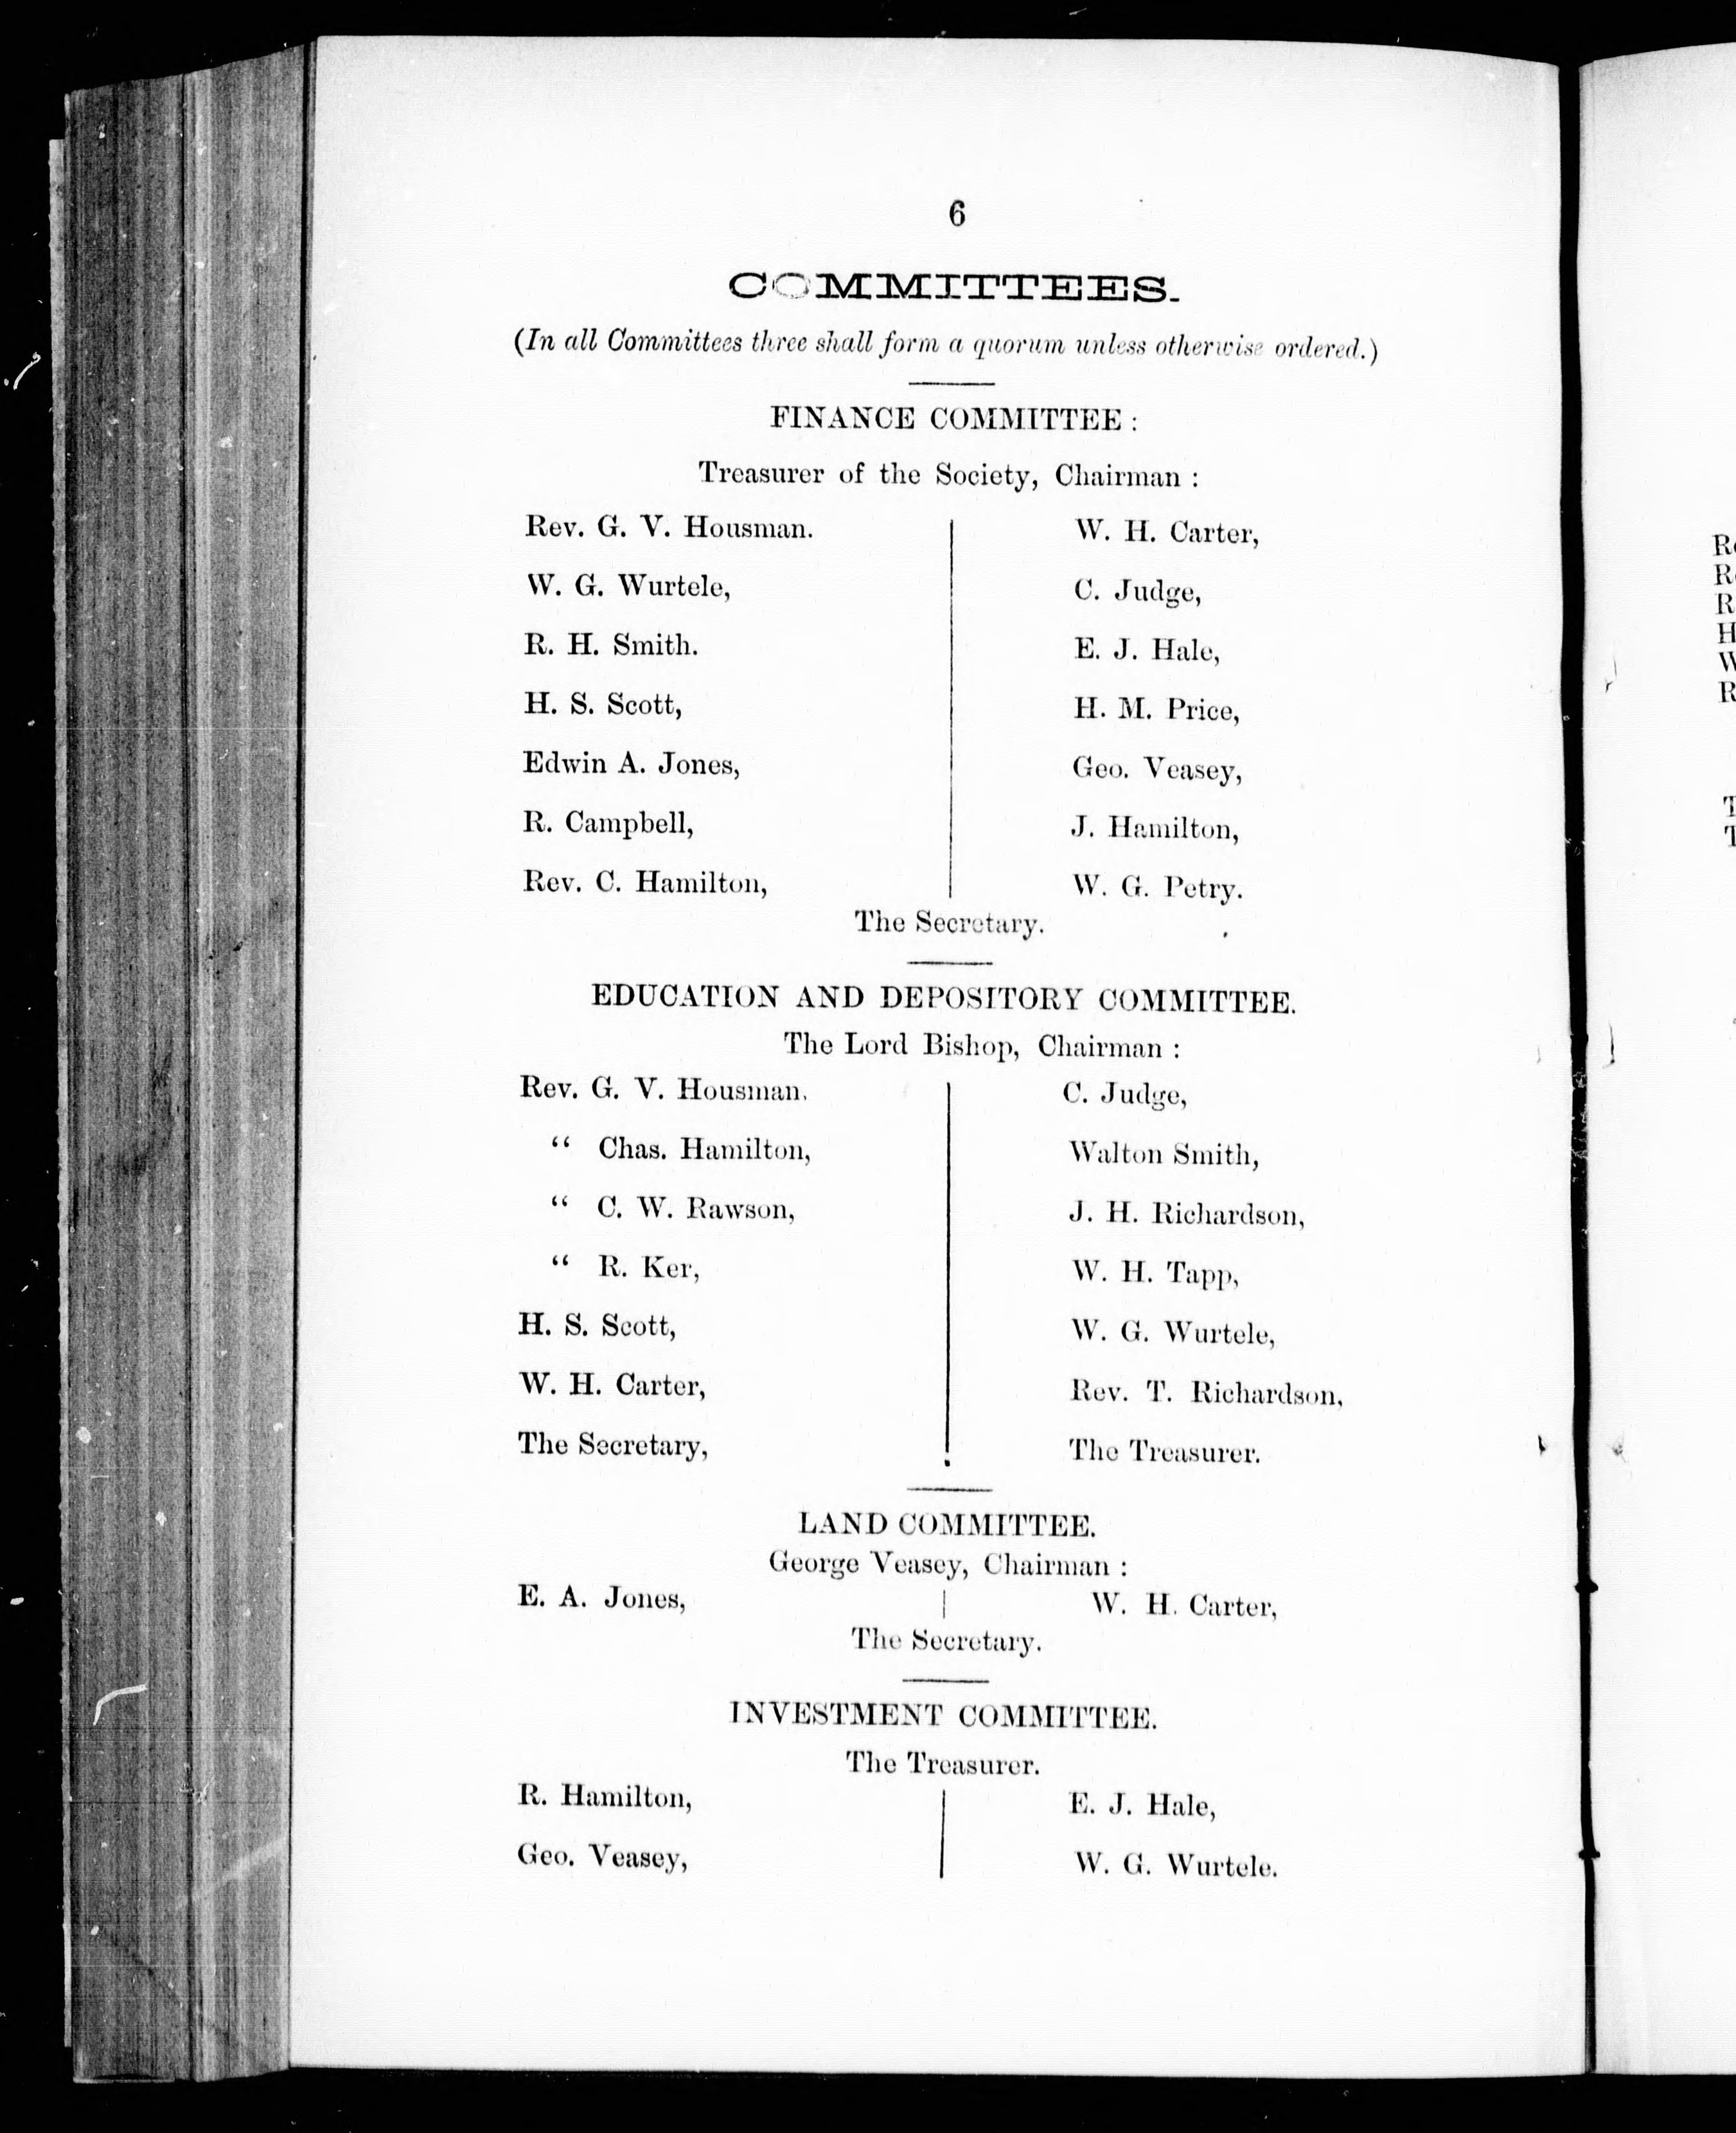 6
COMMITTEES.
(In all Committees three shall form a quorum unless otherwise ordered.)
FINANCE COMMITTEE :
Treasurer of the Society, Chairman :
Rev. G. V. Housman.
W. G. Wurtele,
R. H. Smith.
H. S. Scott,
Edwin A. Jones,
R. Campbell,
Rev. C. Hamilton,
W. H. Carter,
C. Judge,
E. J. Hale,
H. M. Price,
Geo. Veasey,
J. Hamilton,
W. G. Petry.
The Secretary.
EDUCATION AND DEPOSITORY COMMITTEE.
The Lord Bishop, Chairman :
Rev. G. V. Housman,
“ Chas. Hamilton,
“ C. W. Rawson,
“ R. Ker,
H. S. Scott,
W. H. Carter,
The Secretary,
C. Judge,
Walton Smith,
J. H. Richardson,
W. H. Tapp,
W. G. Wurtele,
Rev. T. Richardson,
The Treasurer.
LAND COMMITTEE.
George Veasey, Chairman :
E. A. Jones,
W. H. Carter,
The Secretary.
INVESTMENT COMMITTEE.
The Treasurer.
R. Hamilton,
Geo. Veasey,
E. J. Hale,
W. G. Wurtele.